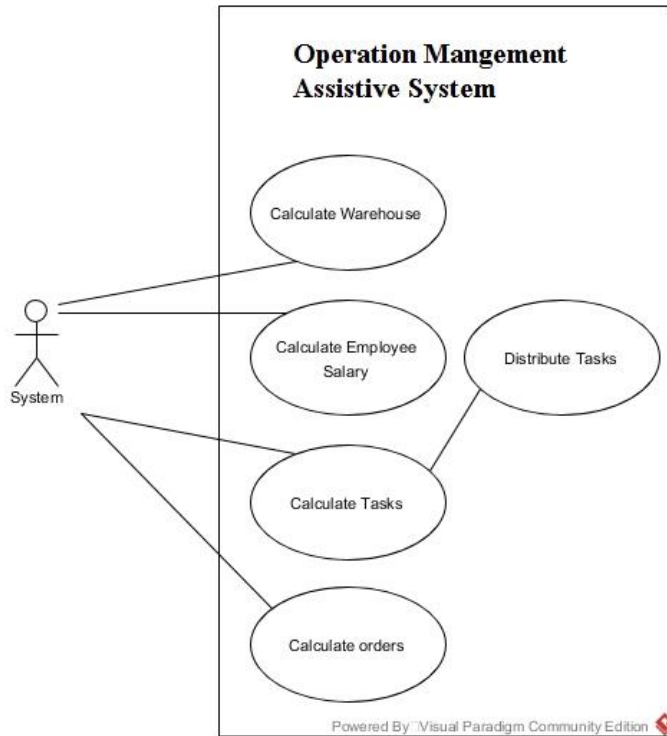 Operation Mangement
Assistive System
Calculate Warehouse
Calculate Employee
Salary
Distribute Tasks
System
Calculate Tasks
Calculate orders
Powered By Visual Paradigm Community Edition